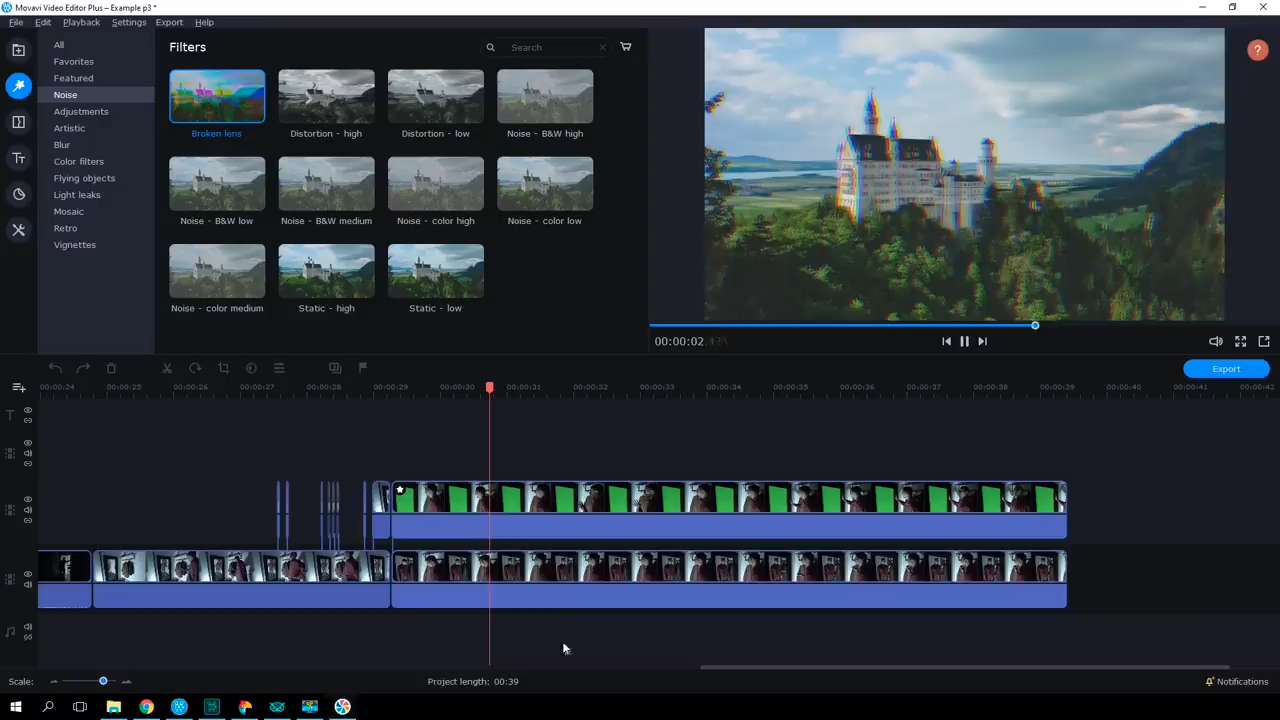 Movavi Video Editor Plus – Example p3 *
File Edit Playback Settings Export Help
All
Favorites
Featured
Noise
Adjustments
Artistic
Blur
Color filters
Flying objects
Light leaks
Mosaic
Retro
Vignettes
Filters
Search
Broken lens
Distortion - high
Distortion - low
Noise - B&W high
Noise - B&W low
Noise - B&W medium
Noise - color high
Noise - color low
Noise - color medium
Static - high
Static - low
?
00:00:02.433
Export
00:00:24 00:00:25 00:00:26 00:00:27 00:00:28 00:00:29 00:00:30 00:00:31 00:00:32 00:00:33 00:00:34 00:00:35 00:00:36 00:00:37 00:00:38 00:00:39 00:00:40 00:00:41 00:00:42
Scale:
Project length: 00:39
Notifications